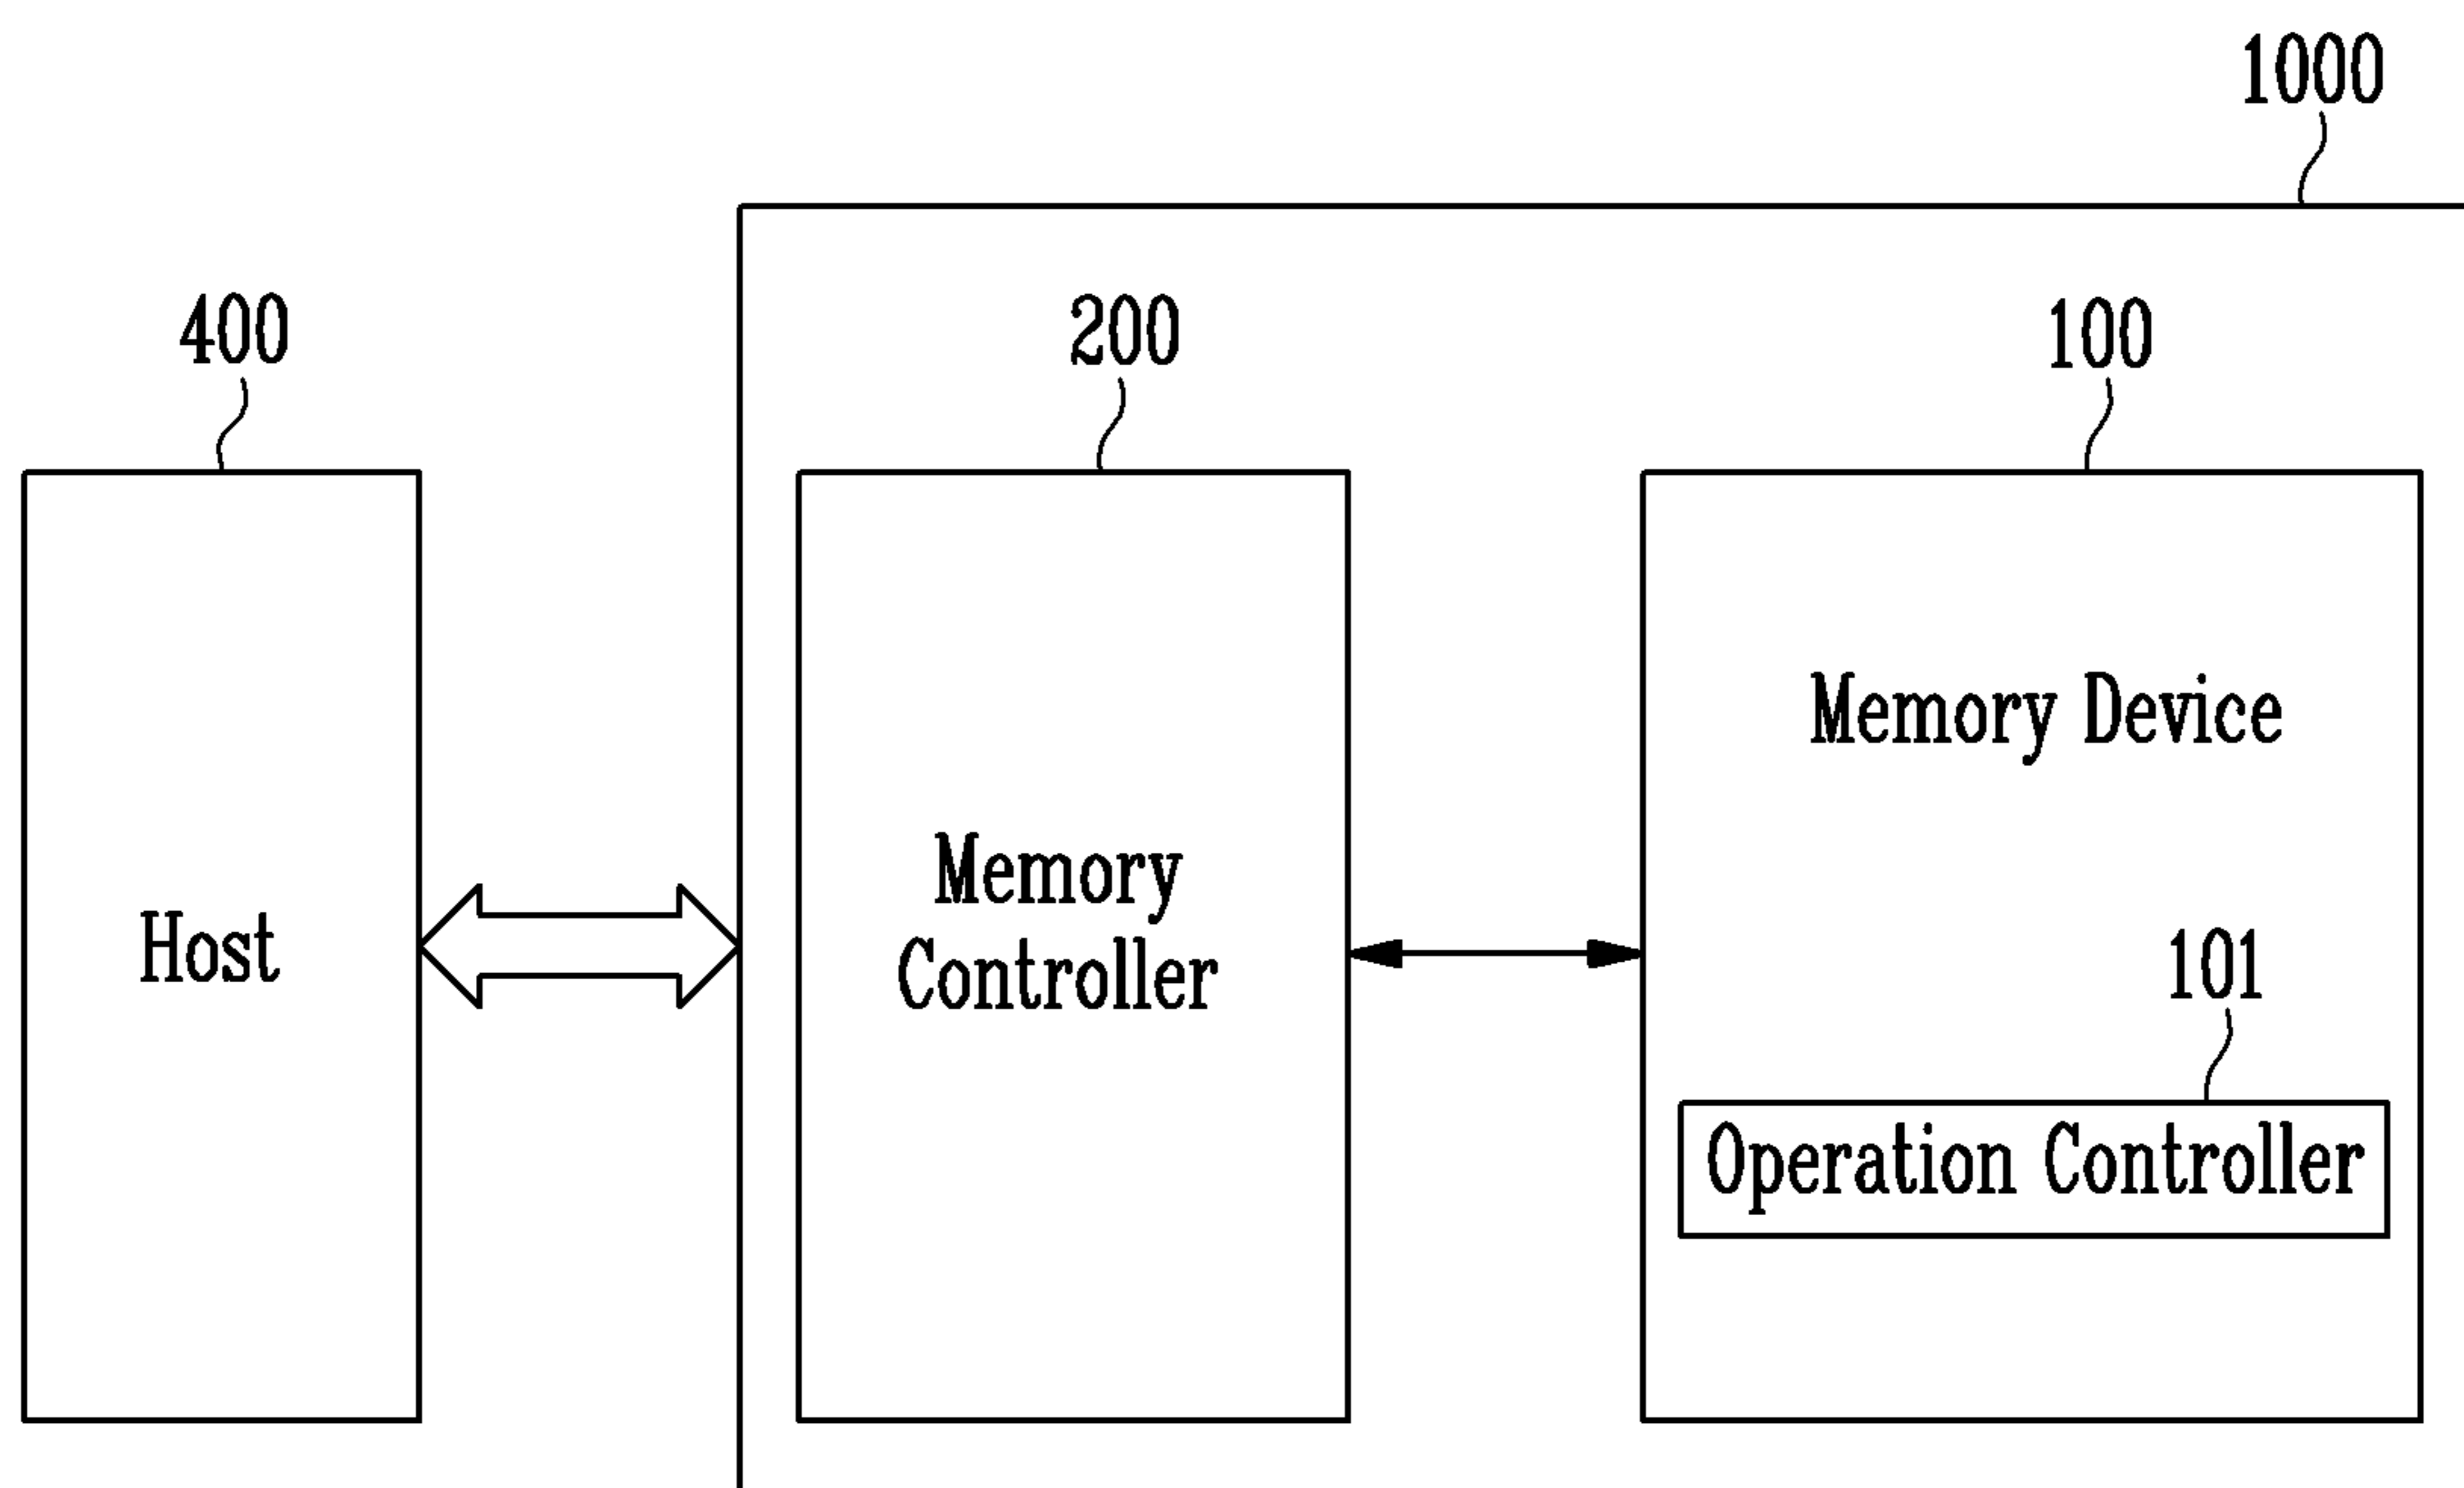 1000
400
200
100
Memory Device
Memory
Controller
Host
101
Operation Controller